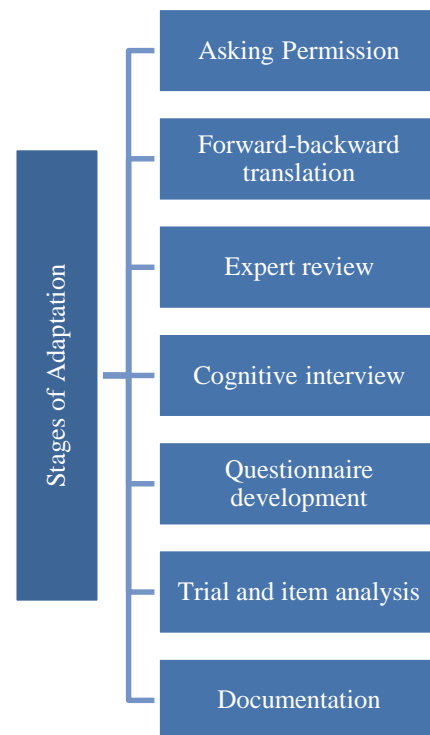 Stages of Adaptation
Asking Permission
Forward-backward
translation
Expert review
Cognitive interview
Questionnaire
development
Trial and item analysis
Documentation